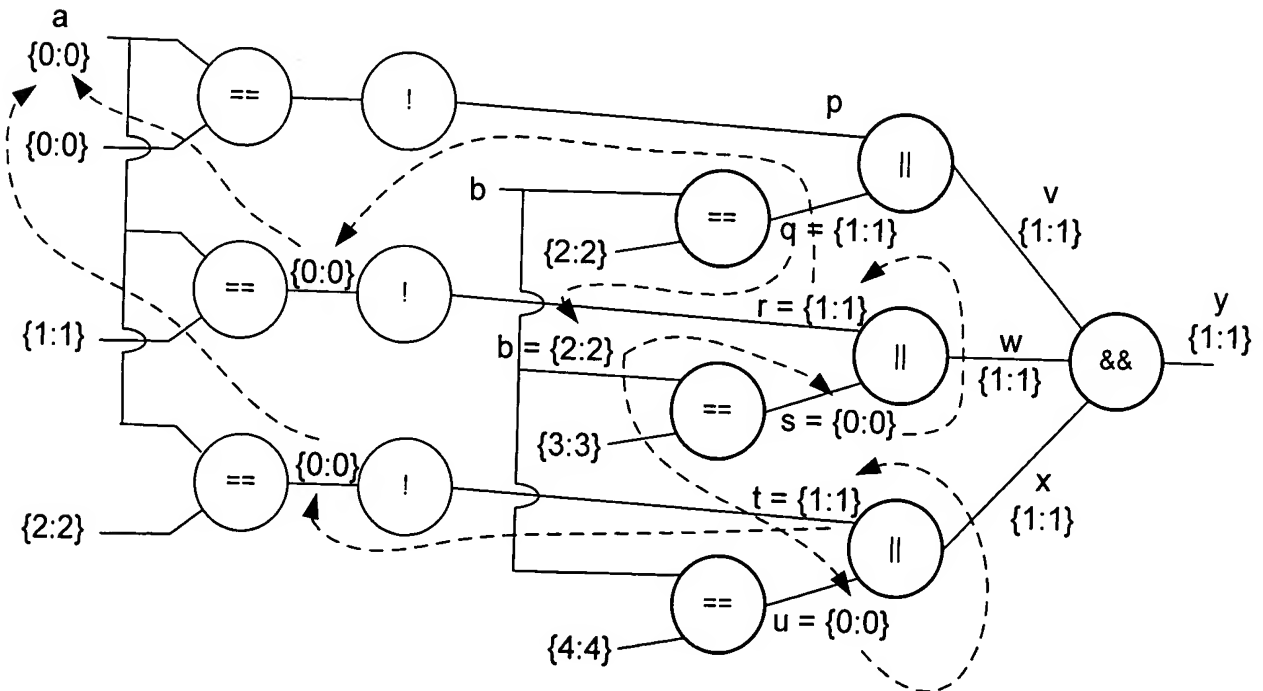 a
{0:0}
==
!
{0:0}
p
||
b
==
{2:2}
q = {1:1}
v
{1:1}
==
{0:0}
!
{1:1}
r = {1:1}
||
b = {2:2}
w
{1:1}
&&
y
{1:1}
==
{3:3}
s = {0:0}
==
{0:0}
!
{2:2}
t = {1:1}
||
x
{1:1}
==
u = {0:0}
{4:4}